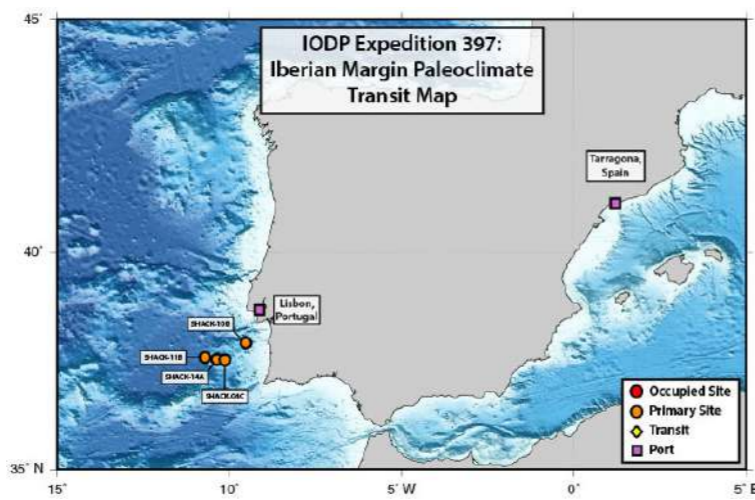 IODP Expedition 397:
Iberian Margin Paleoclimate
Transit Map
45°
40°
35° N
15°
10°
5° W
0°
5° E
Tarragona,
Spain
Lisbon,
Portugal
SHACK-10B
SHACK-11B
SHACK-14A
SHACK-04C
Occupied Site
Primary Site
Transit
Port